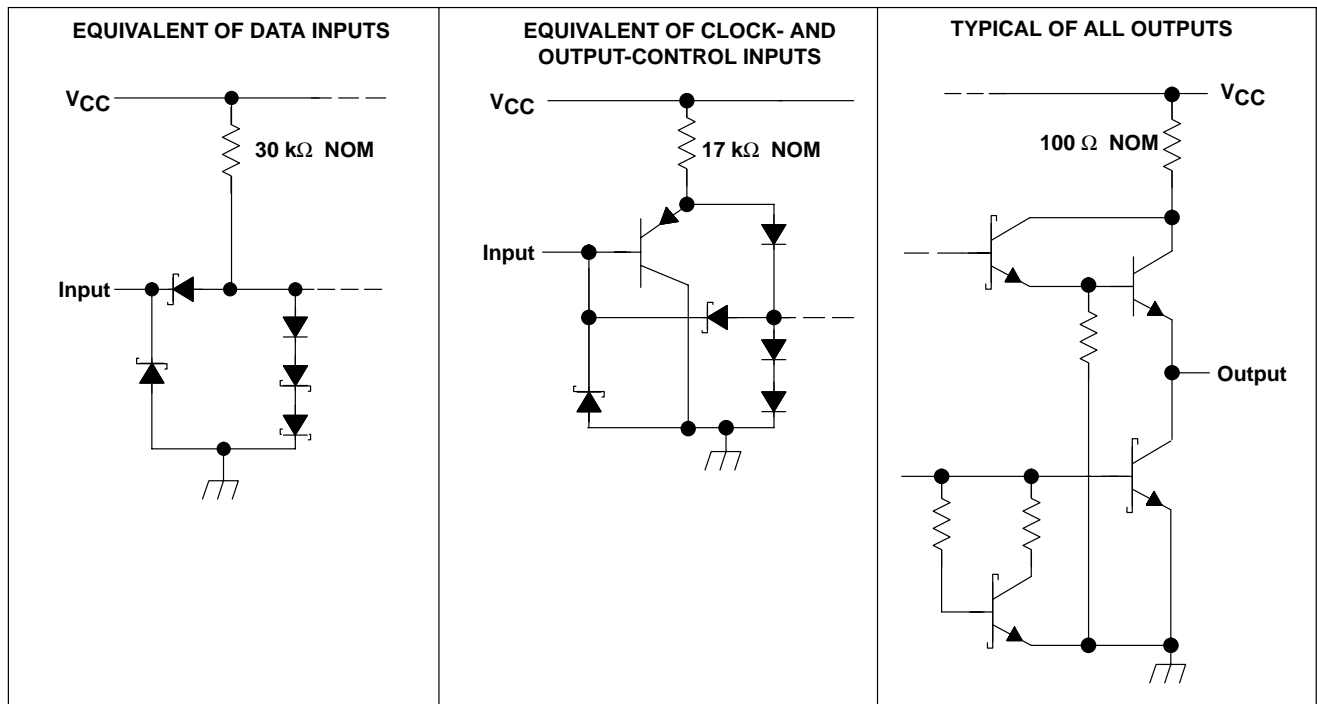 EQUIVALENT OF DATA INPUTS
VCC
30 kΩ NOM
Input
EQUIVALENT OF CLOCK- AND
OUTPUT-CONTROL INPUTS
VCC
17 kΩ NOM
Input
TYPICAL OF ALL OUTPUTS
VCC
100 Ω NOM
Output